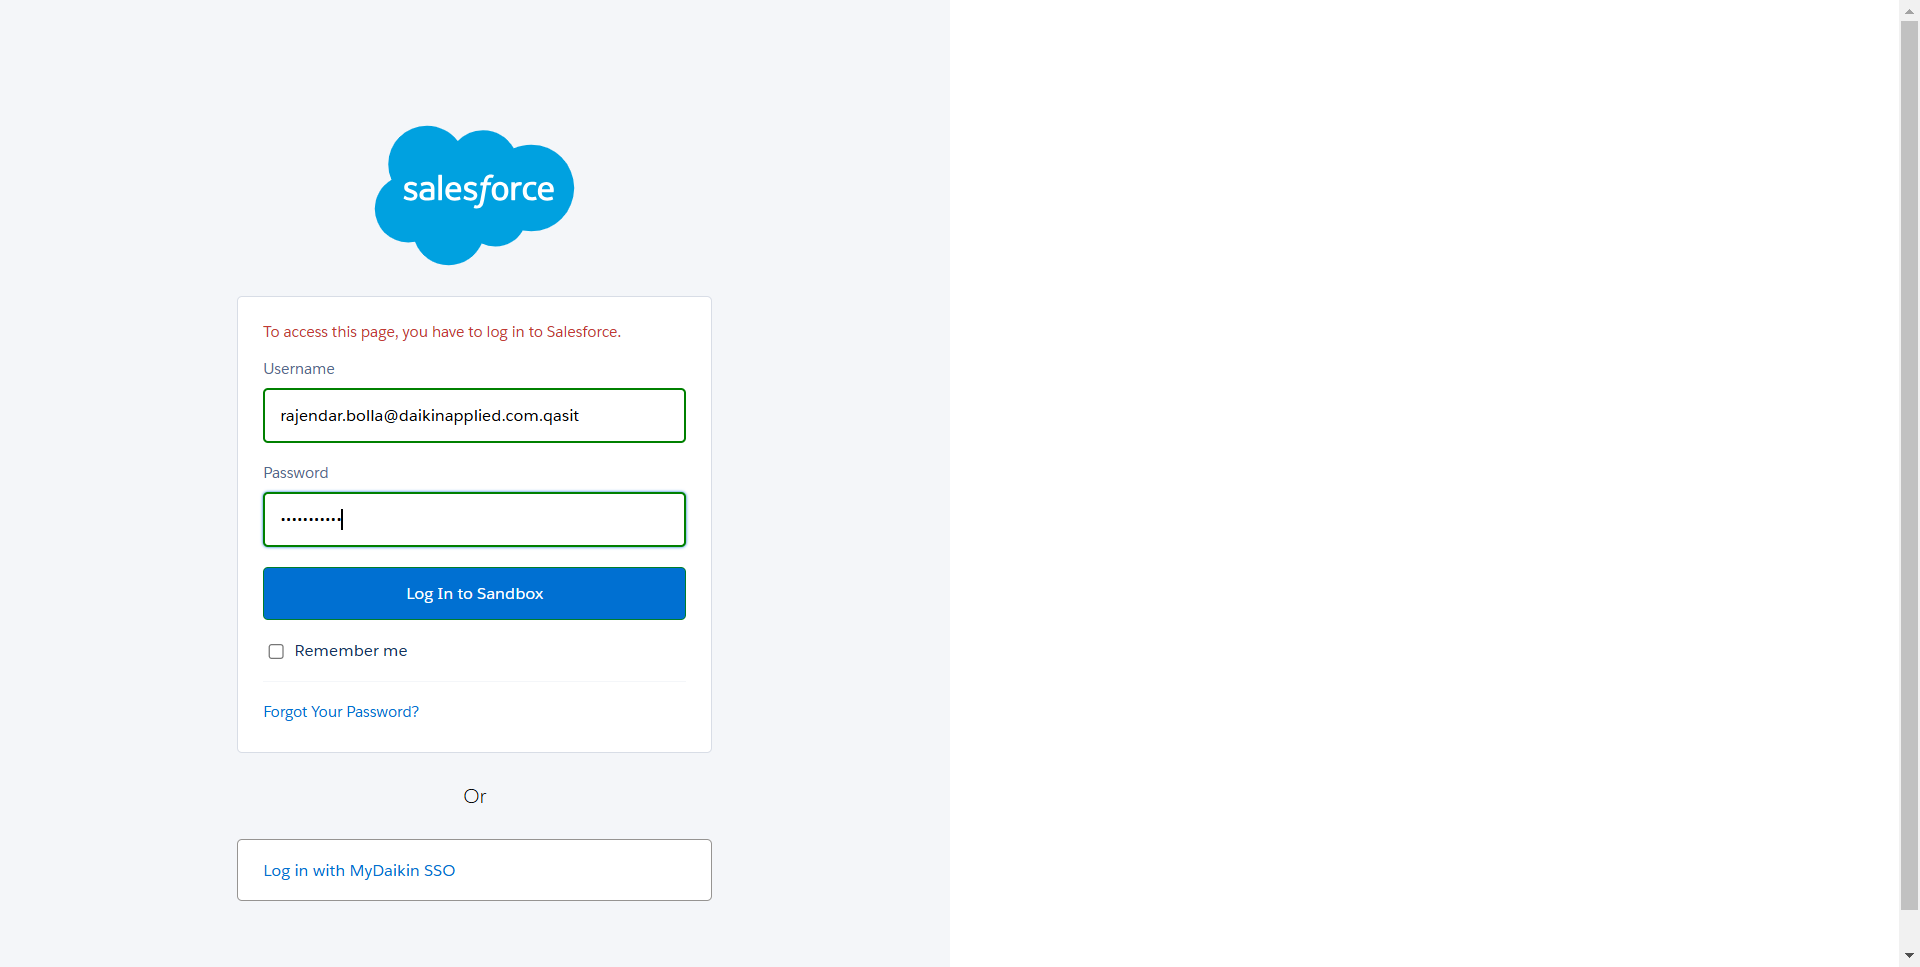 salesforce
To access this page, you have to log in to Salesforce.
Username
rajendar.bolla@daikinapplied.com.qasit
Password
•••••••••••
Log In to Sandbox
Remember me
Forgot Your Password?
Or
Log in with MyDaikin SSO